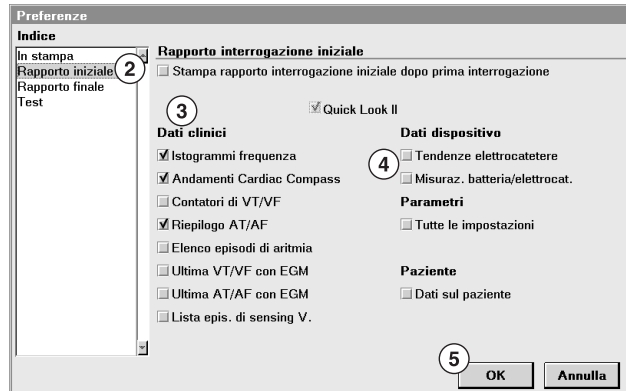 Preferenze
Indice
In stampa
Rapporto iniziale
Rapporto finale
Test
2
Rapporto interrogazione iniziale
Stampa rapporto interrogazione iniziale dopo prima interrogazione
3
Quick Look II
Dati clinici
Istogrammi frequenza
Andamenti Cardiac Compass
Contatori di VT/VF
Riepilogo AT/AF
Elenco episodi di aritmia
Ultima VT/VF con EGM
Ultima AT/AF con EGM
Lista epis. di sensing V.
Dati dispositivo
4
Tendenze elettrocatetere
Misuraz. batteria/elettrocat.
Parametri
Tutte le impostazioni
Paziente
Dati sul paziente
5
OK
Annulla